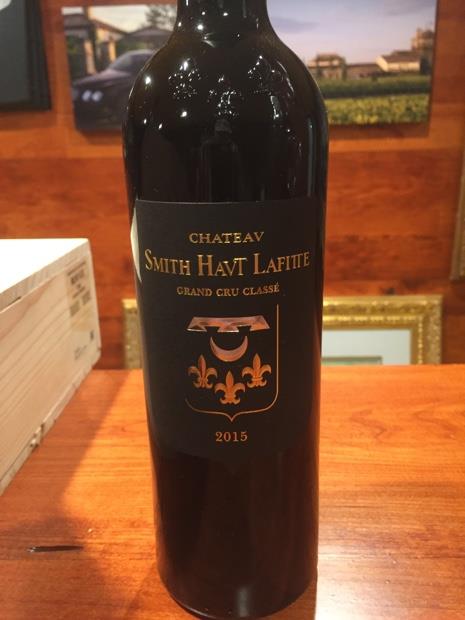 CHATEAV
SMITH HAVT LAFITTE
GRAND CRU CLASSÉ
2015